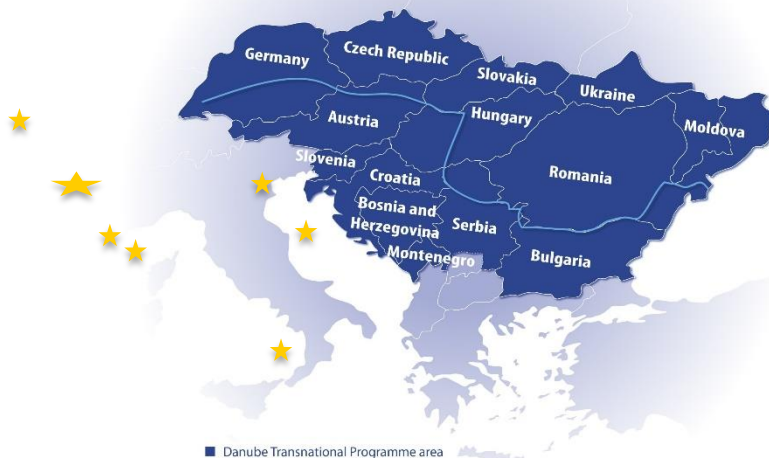 Germany
Czech Republic
Slovakia
Ukraine
Austria
Hungary
Moldova
Slovenia
Croatia
Romania
Bosnia and
Herzegovina
Serbia
Montenegro
Bulgaria
Danube Transnational Programme area